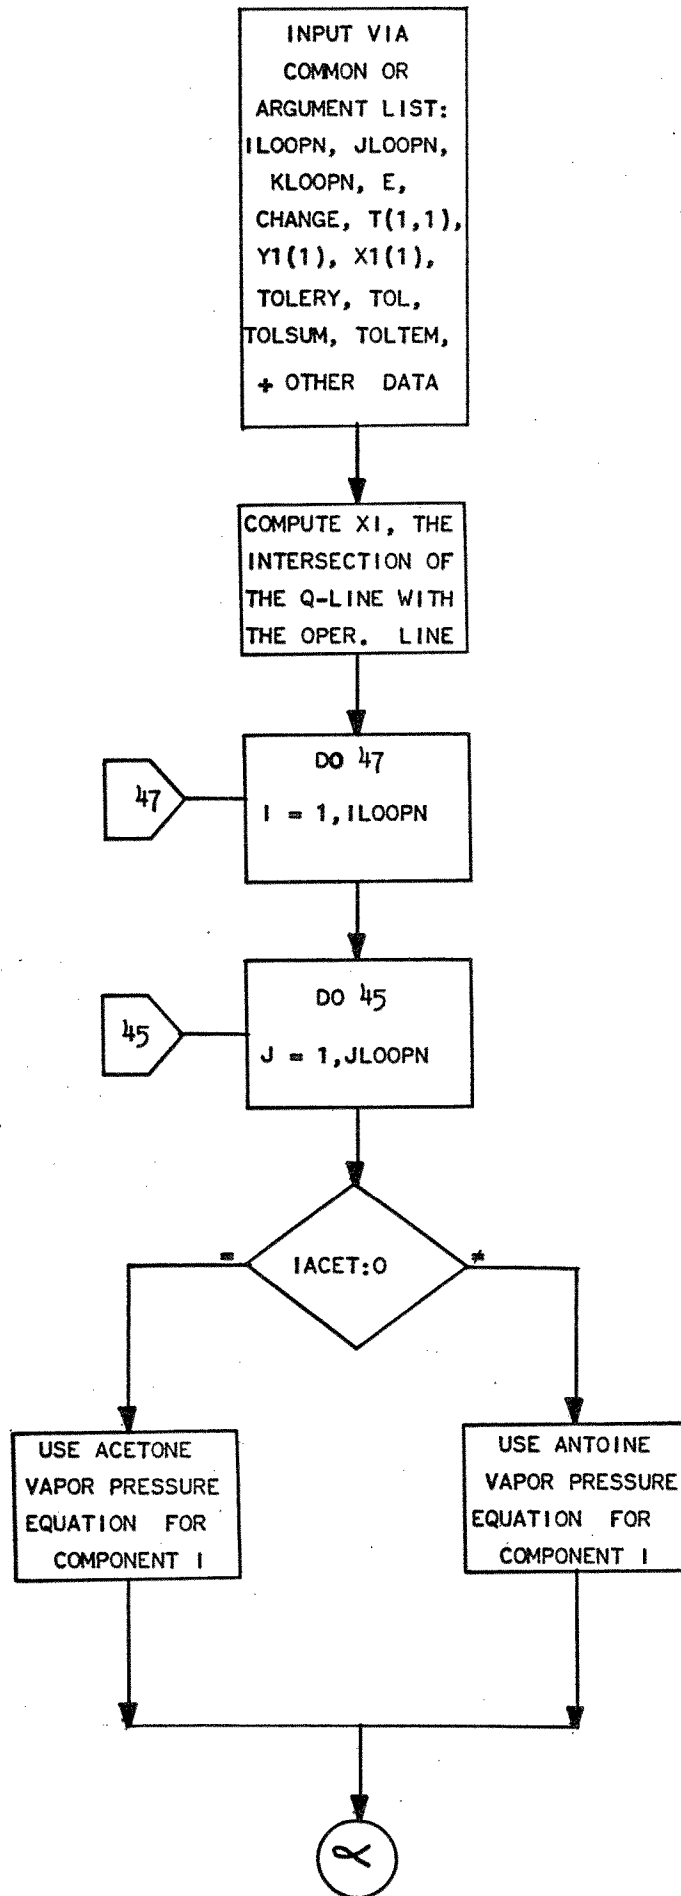 INPUT VIA
COMMON OR
ARGUMENT LIST:
ILOOPN, JLOOPN,
KLOOPN, E,
CHANGE, T(1,1),
Y1(1), X1(1),
TOLERY, TOL,
TOLSUM, TOLTEM,
+ OTHER DATA
COMPUTE XI, THE
INTERSECTION OF
THE Q-LINE WITH
THE OPER. LINE
DO 47
I = 1,ILOOPN
47
DO 45
J = 1,JLOOPN
45
IACET:0
=
≠
USE ACETONE
VAPOR PRESSURE
EQUATION FOR
COMPONENT I
USE ANTOINE
VAPOR PRESSURE
EQUATION FOR
COMPONENT I